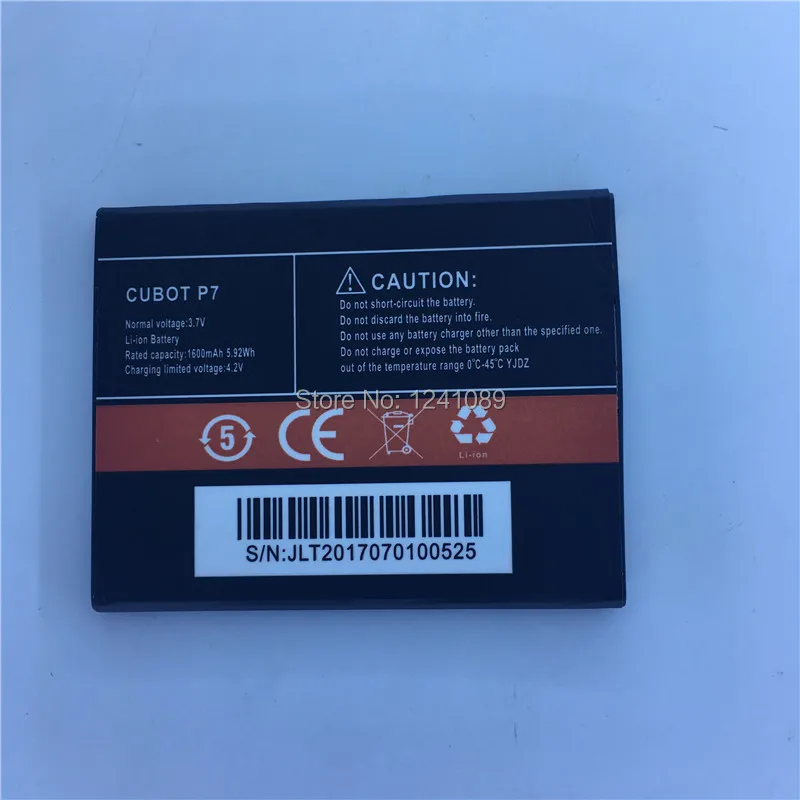 CUBOT P7
Normal voltage:3.7V
Li-ion Battery
Rated capacity:1600mAh 5.92Wh
Charging limited voltage:4.2V
CAUTION:
Do not short-circuit the battery.
Do not discard the battery into fire.
Do not use any battery charger other than the specified one.
Do not charge or expose the battery pack
out of the temperature range 0°C-45°C YJDZ
Store No: 1241089
5
CE
Li-ion
S/N:JLT2017070100525